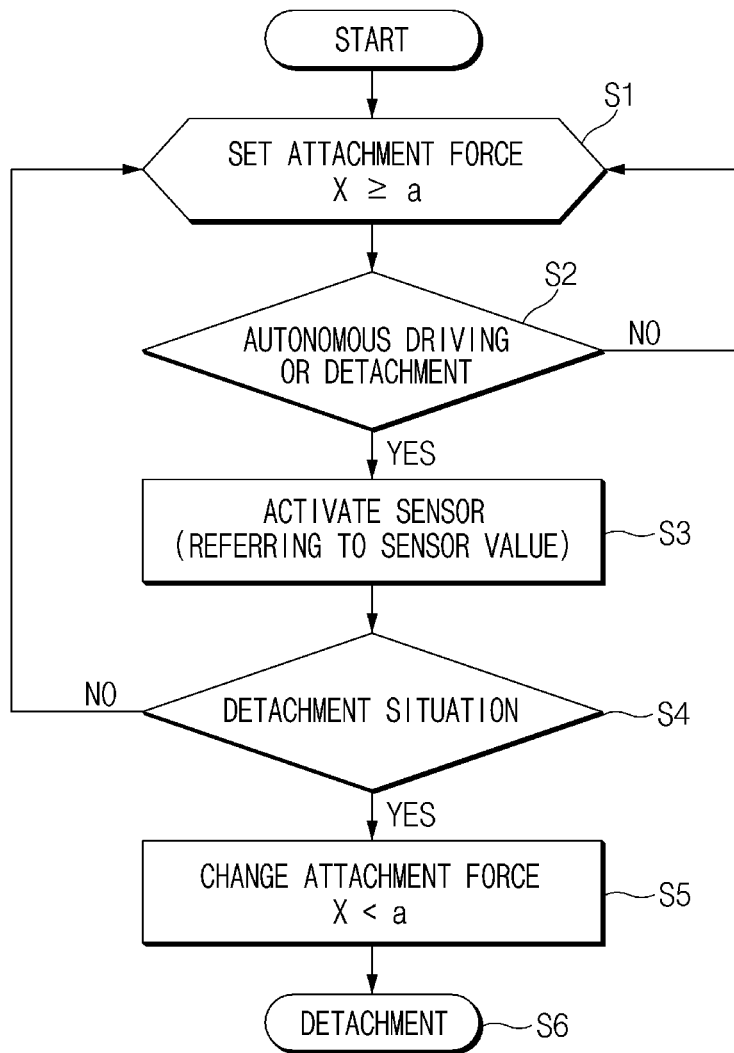 START
S1
SET ATTACHMENT FORCE
X ≥ a
S2
AUTONOMOUS DRIVING
OR DETACHMENT
NO
YES
ACTIVATE SENSOR
(REFERRING TO SENSOR VALUE)
S3
NO
DETACHMENT SITUATION
S4
YES
CHANGE ATTACHMENT FORCE
X < a
S5
DETACHMENT
S6